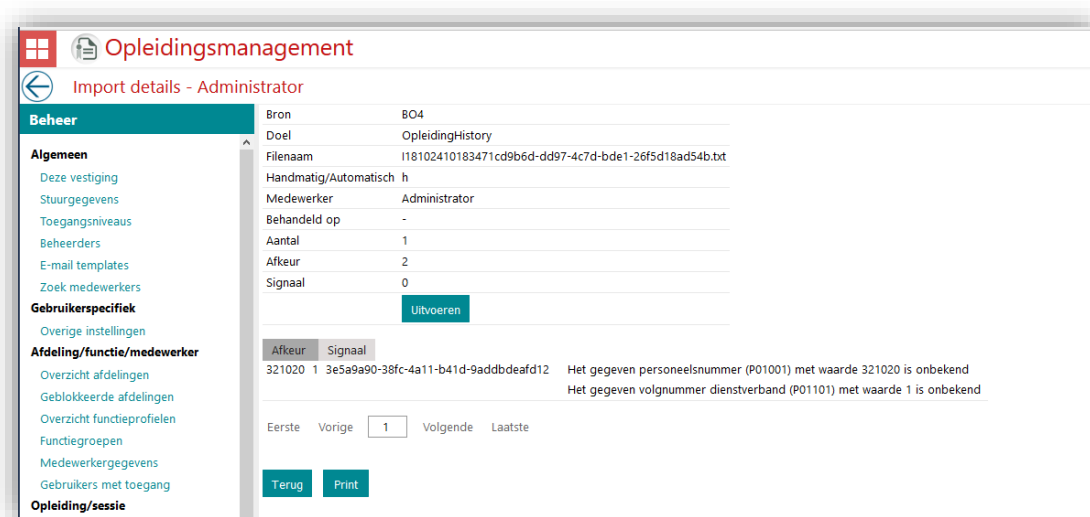 Opleidingsmanagement
Import details - Administrator
Beheer
Algemeen
Deze vestiging
Stuurgegevens
Toegangsniveaus
Beheerders
E-mail templates
Zoek medewerkers
Gebruikerspecifiek
Overige instellingen
Afdeling/functie/medewerker
Overzicht afdelingen
Geblokkeerde afdelingen
Overzicht functieprofielen
Functiegroepen
Medewerkergegevens
Gebruikers met toegang
Opleiding/sessie
Bron BO4
Doel OpleidingHistory
Filenaam I18102410183471cd9b6d-dd97-4c7d-bde1-26f5d18ad54b.txt
Handmatig/Automatisch h
Medewerker Administrator
Behandeld op -
Aantal 1
Afkeur 2
Signaal 0
Uitvoeren
Afkeur Signaal
321020 1 3e5a9a90-38fc-4a11-b41d-9addbdeafd12 Het gegeven personeelsnummer (P01001) met waarde 321020 is onbekend
Het gegeven volgnummer dienstverband (P01101) met waarde 1 is onbekend
Eerste Vorige 1 Volgende Laatste
Terug Print